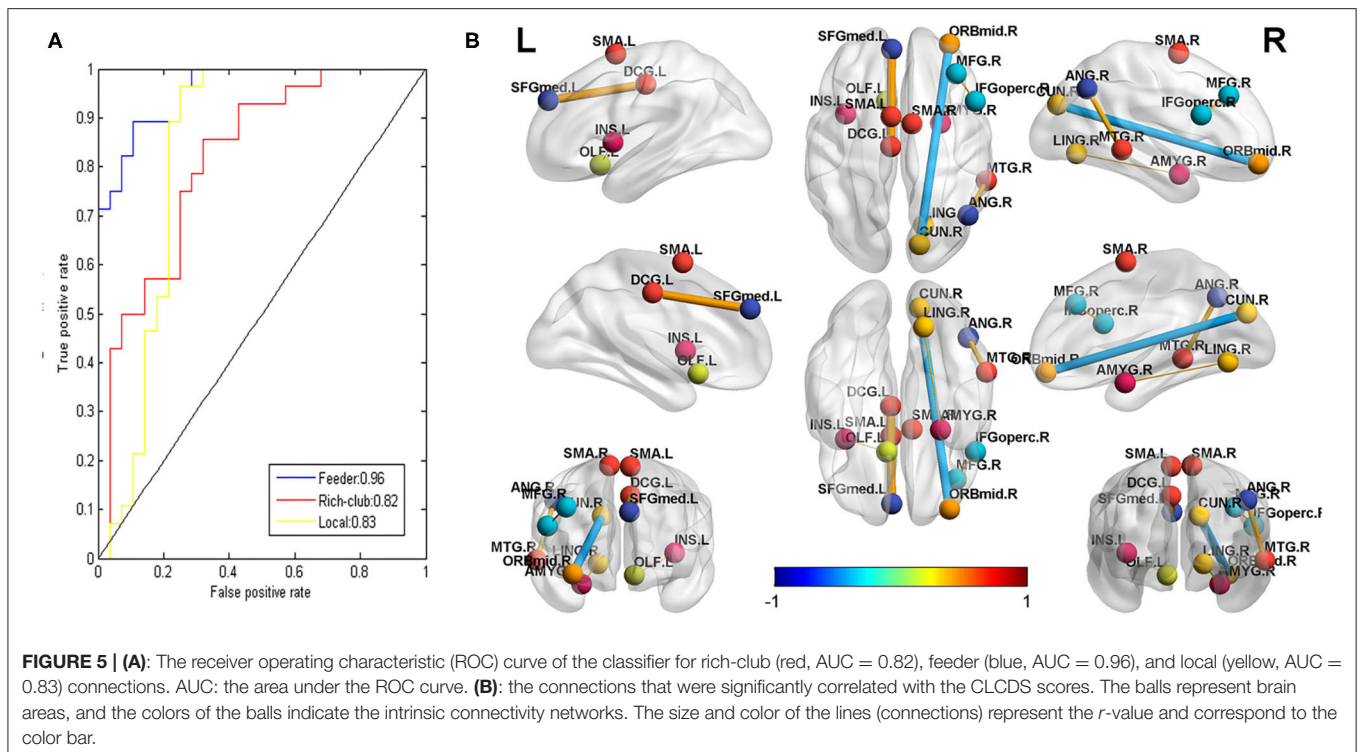 A
B
L
R
1
0.9
0.8
0.7
0.6
0.5
0.4
0.3
0.2
0.1
0
True positive rate
0 0.2 0.4 0.6 0.8 1
False positive rate
Feeder:0.96
Rich-club:0.82
Local:0.83
SMA.L
DCG.L
SFGmed.L
INS.L
OLF.L
SFGmed.L
ORBmid.R
MFG.R
OLF.L
IFGoperc.R
INS.L
SMA.L
SMA.R
DCG.L
MTG.R
ANG.R
LING
CUN.R
SMA.R
ANG.R
MFG.R
CUN.R
IFGoperc.R
LING.R
MTG.R
ORBmid.R
AMYG.R
SMA.L
DCG.L
SFGmed.L
INS.L
OLF.L
CUN.R
LING.R
ANG.R
MTG.R
DCG.L
INS.L
SMA.L
AMYG.R
OLF.L
IFGoperc.R
MFG.R
SFGmed.L
ORBmid.R
SMA.R
MFG.R
ANG.R
CUN.R
IFGoperc.R
MTG.R
LING.R
ORBmid.R
AMYG.R
SMA.R
SMA.L
DCG.L
ANG.R
MFG.R
SFGmed.L
MTG.R
LING.R
INS.L
ORBmid.R
OLF.L
SMA.L
SMA.R
DCG.L
SFGmed.L
CUN.R
ANG.R
IFGoperc.R
INS.L
LING.R
MTG.R
OLF.L
AMYG.R
-1 1
FIGURE 5 | (A): The receiver operating characteristic (ROC) curve of the classifier for rich-club (red, AUC = 0.82), feeder (blue, AUC = 0.96), and local (yellow, AUC =
0.83) connections. AUC: the area under the ROC curve. (B): the connections that were significantly correlated with the CLCDS scores. The balls represent brain
areas, and the colors of the balls indicate the intrinsic connectivity networks. The size and color of the lines (connections) represent the r-value and correspond to the
color bar.